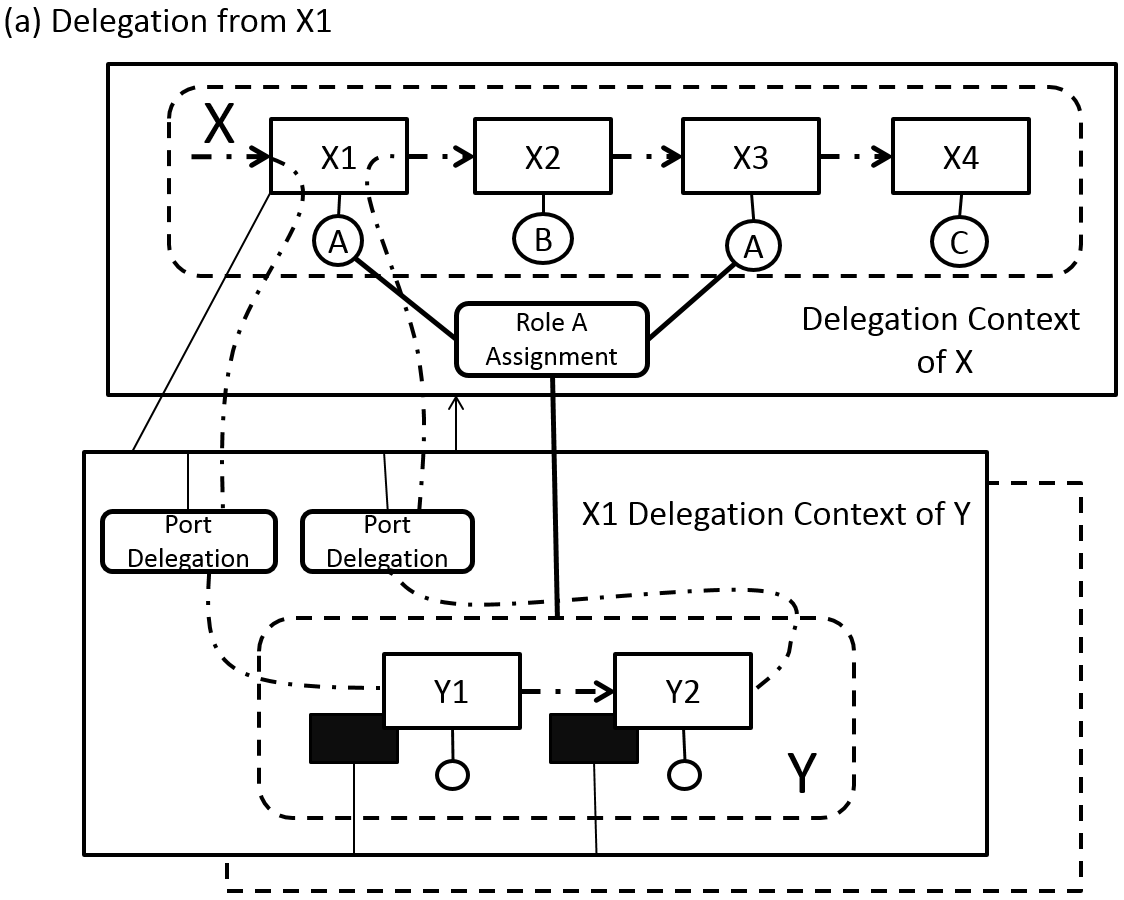 (a) Delegation from X1
X
X1
X2
X3
X4
A
B
A
C
Role A
Assignment
Delegation Context
of X
X1 Delegation Context of Y
Port
Delegation
Port
Delegation
Y1
Y2
Y